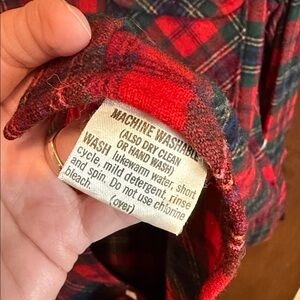 MACHINE WASHABLE
(ALSO DRY CLEAN
OR HAND WASH)
WASH lukewarm water, short
cycle, mild detergent, rinse
and spin. Do not use chlorine
bleach.
(over)